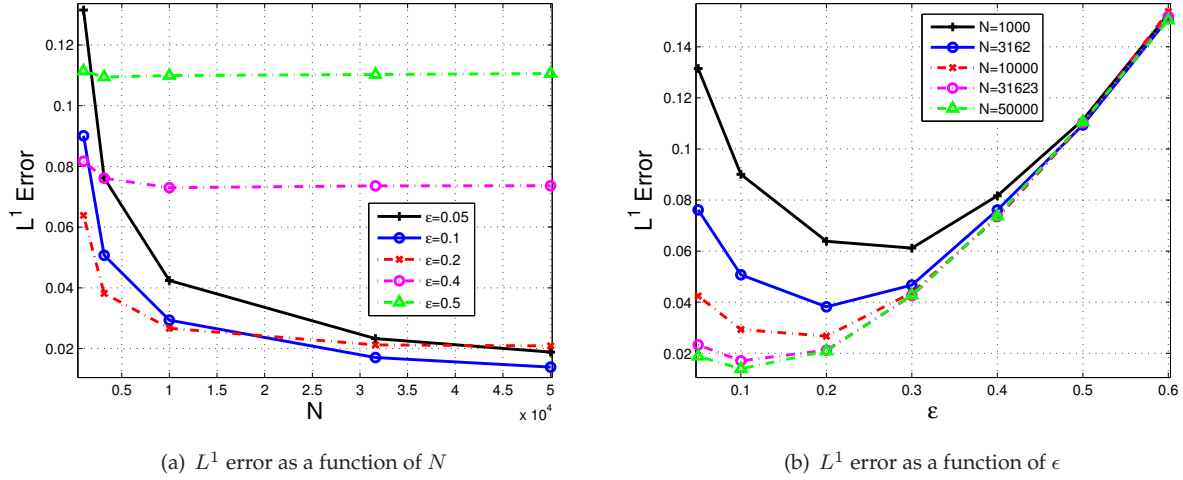 0.12
0.1
0.08
0.06
0.04
0.02
L¹ Error
ε=0.05
ε=0.1
ε=0.2
ε=0.4
ε=0.5
0.5 1 1.5 2 2.5 3 3.5 4 4.5 5
x 10⁴
N
(a) L¹ error as a function of N
0.14
0.12
0.1
0.08
0.06
0.04
0.02
L¹ Error
N=1000
N=3162
N=10000
N=31623
N=50000
0.1 0.2 0.3 0.4 0.5 0.6
ε
(b) L¹ error as a function of ϵ